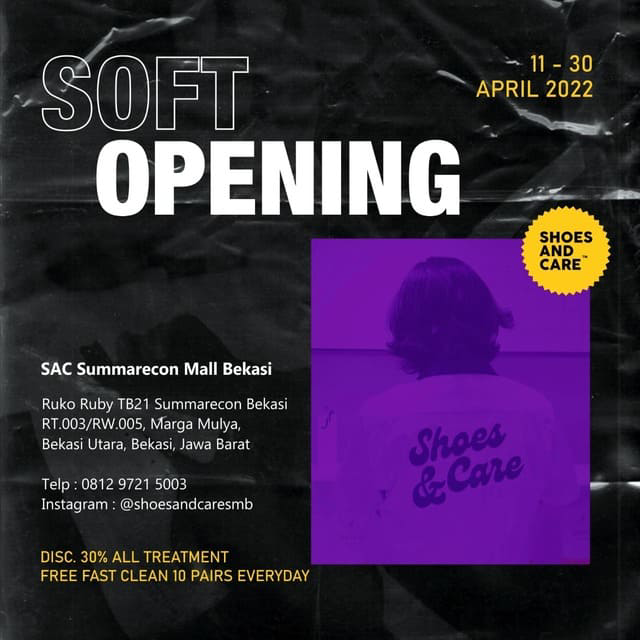 SOFT
OPENING
11 - 30
APRIL 2022
SHOES
AND
CARE™
Shoes
& Care
SAC Summarecon Mall Bekasi
Ruko Ruby TB21 Summarecon Bekasi
RT.003/RW.005, Marga Mulya,
Bekasi Utara, Bekasi, Jawa Barat
Telp : 0812 9721 5003
Instagram : @shoesandcaresmb
DISC. 30% ALL TREATMENT
FREE FAST CLEAN 10 PAIRS EVERYDAY